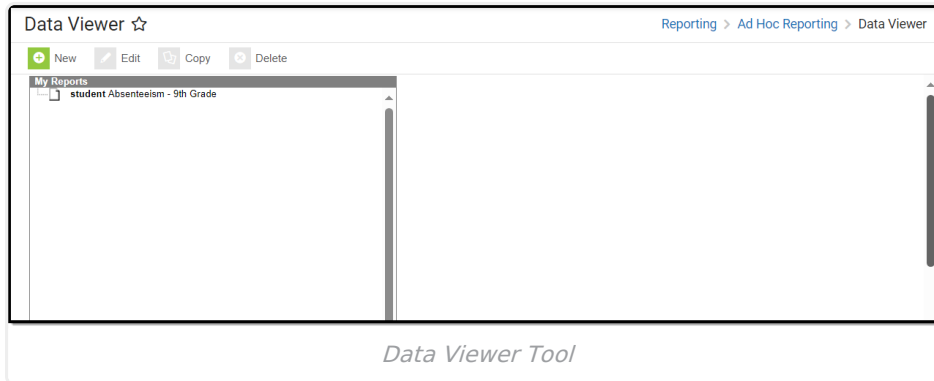 Data Viewer
Reporting > Ad Hoc Reporting > Data Viewer
New Edit Copy Delete
My Reports
student Absenteeism - 9th Grade
Data Viewer Tool